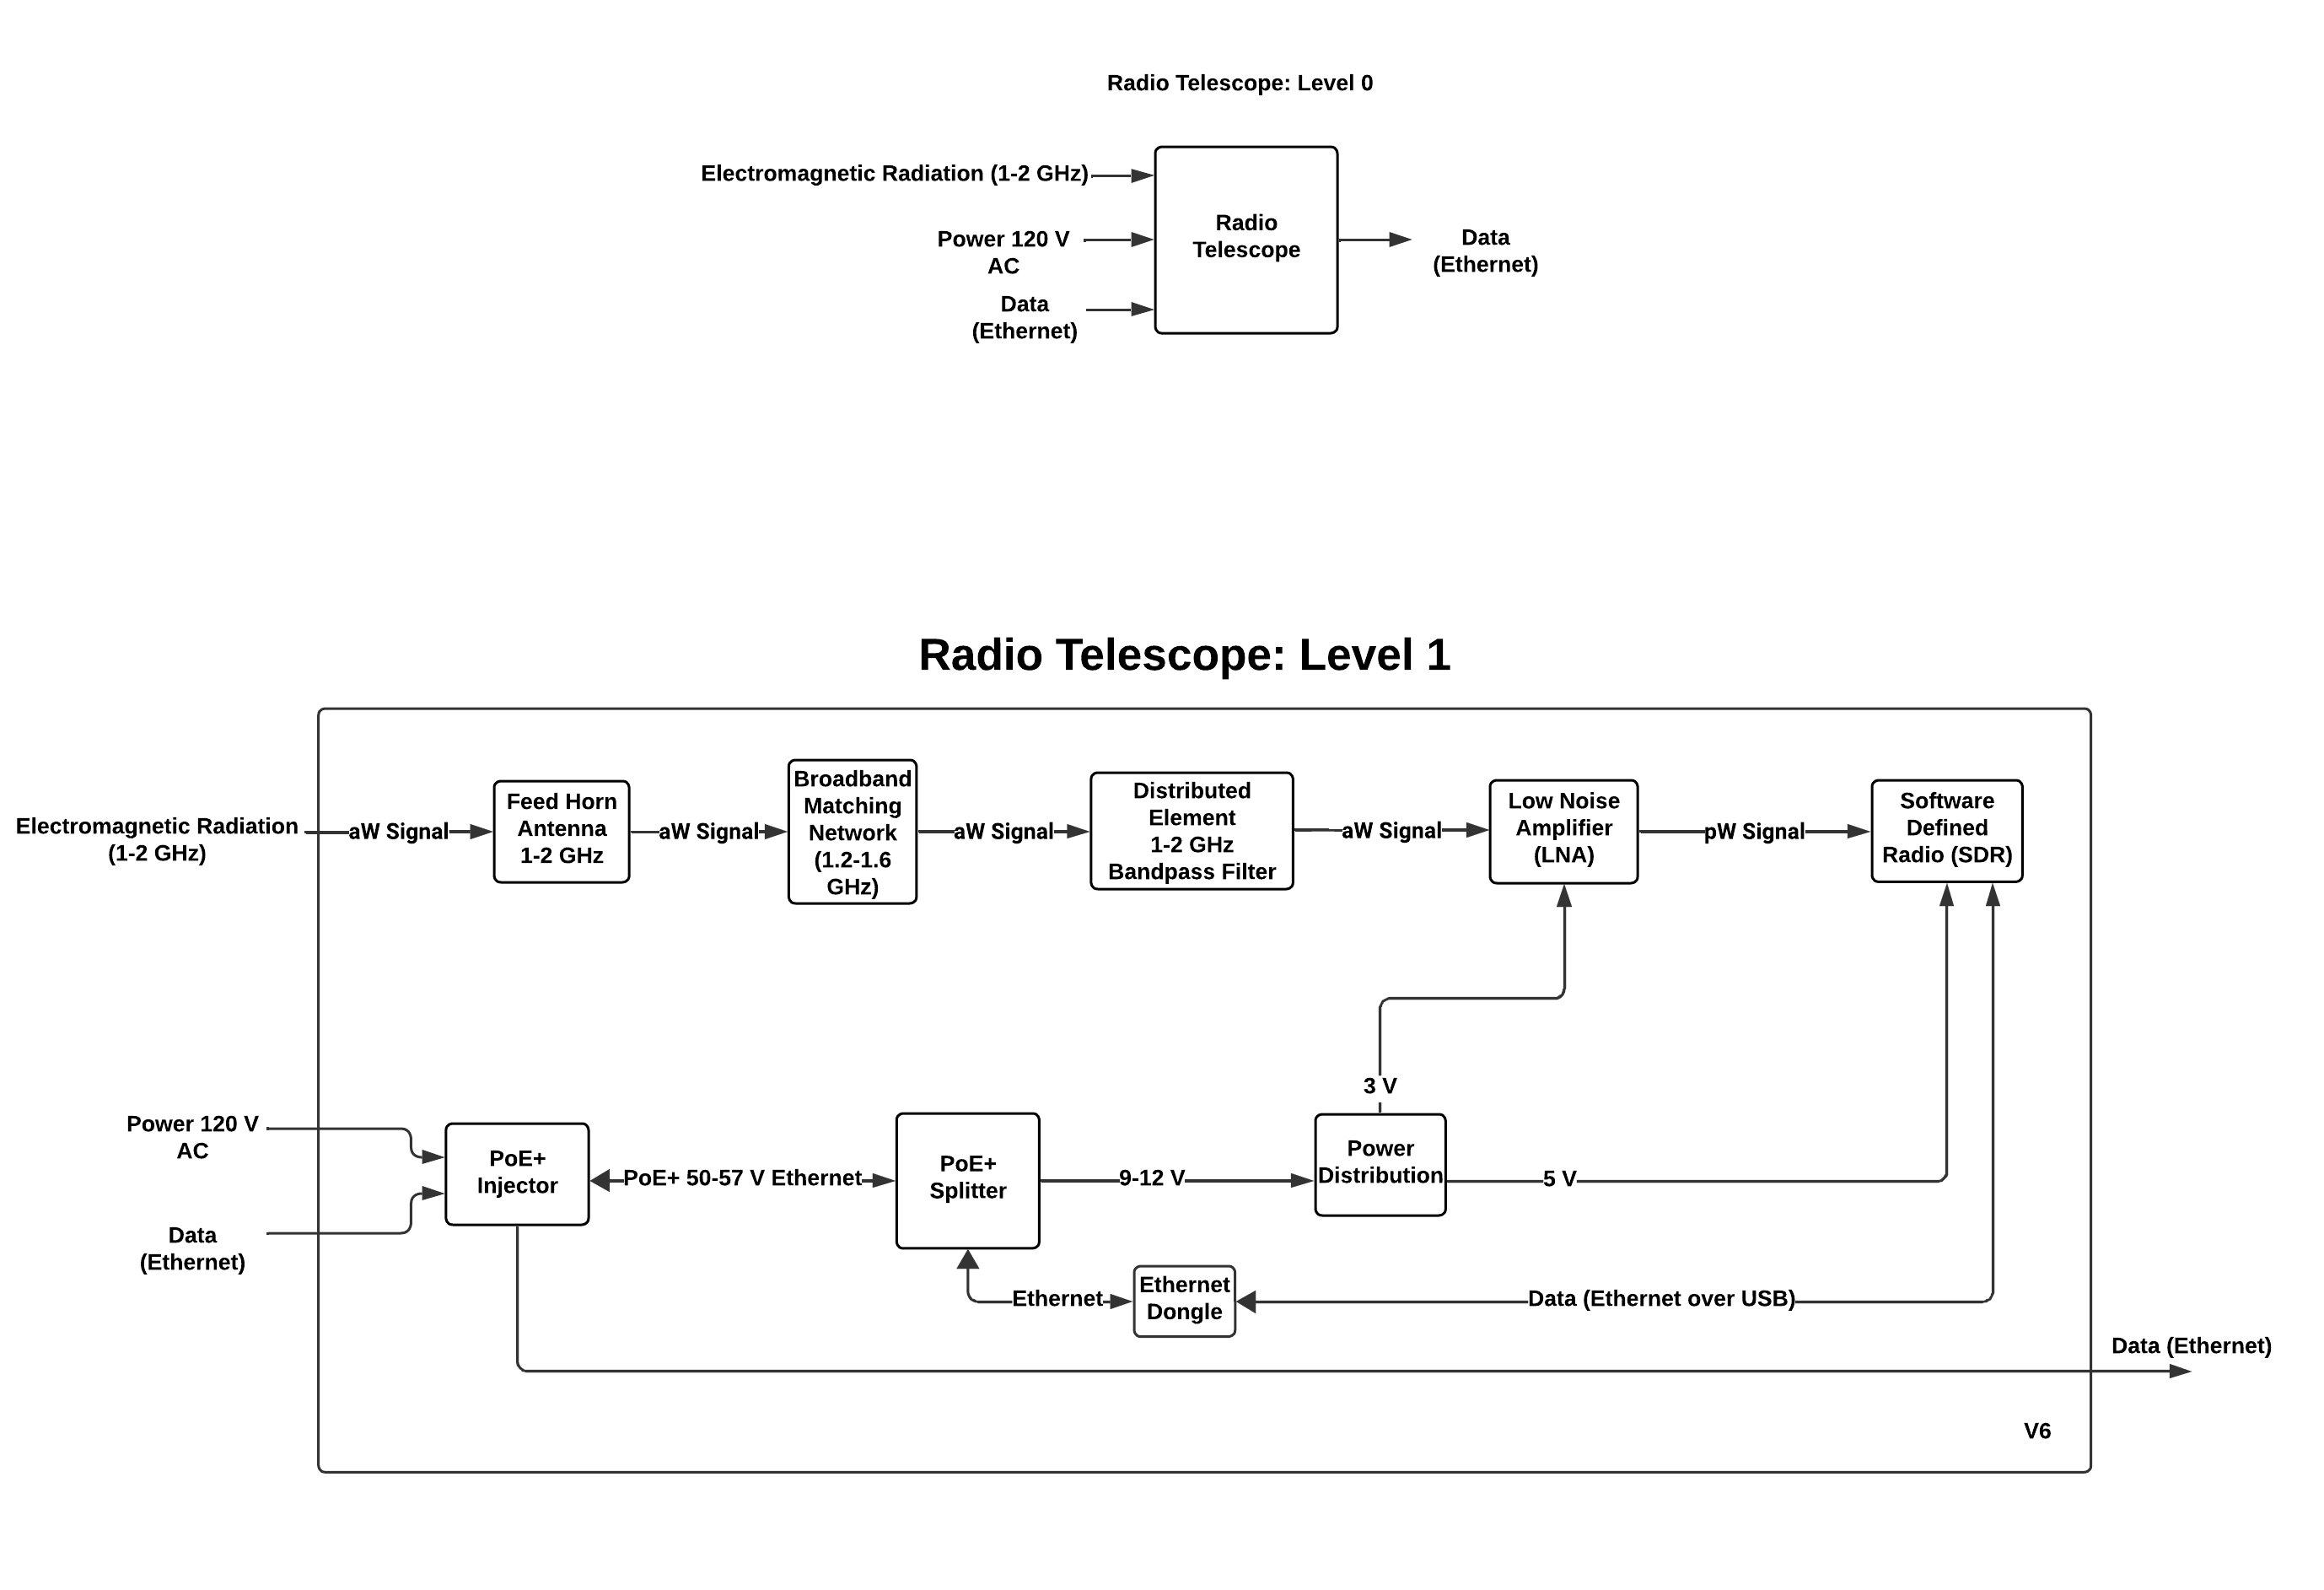 Radio Telescope: Level 0
Electromagnetic Radiation (1-2 GHz)
Power 120 V
AC
Data
(Ethernet)
Radio
Telescope
Data
(Ethernet)
Radio Telescope: Level 1
Electromagnetic Radiation
(1-2 GHz)
aW Signal
Feed Horn
Antenna
1-2 GHz
aW Signal
Broadband
Matching
Network
(1.2-1.6
GHz)
aW Signal
Distributed
Element
1-2 GHz
Bandpass Filter
aW Signal
Low Noise
Amplifier
(LNA)
pW Signal
Software
Defined
Radio (SDR)
3 V
Power 120 V
AC
Data
(Ethernet)
PoE+
Injector
PoE+ 50-57 V Ethernet
PoE+
Splitter
9-12 V
Power
Distribution
5 V
Ethernet
Ethernet
Dongle
Data (Ethernet over USB)
Data (Ethernet)
V6